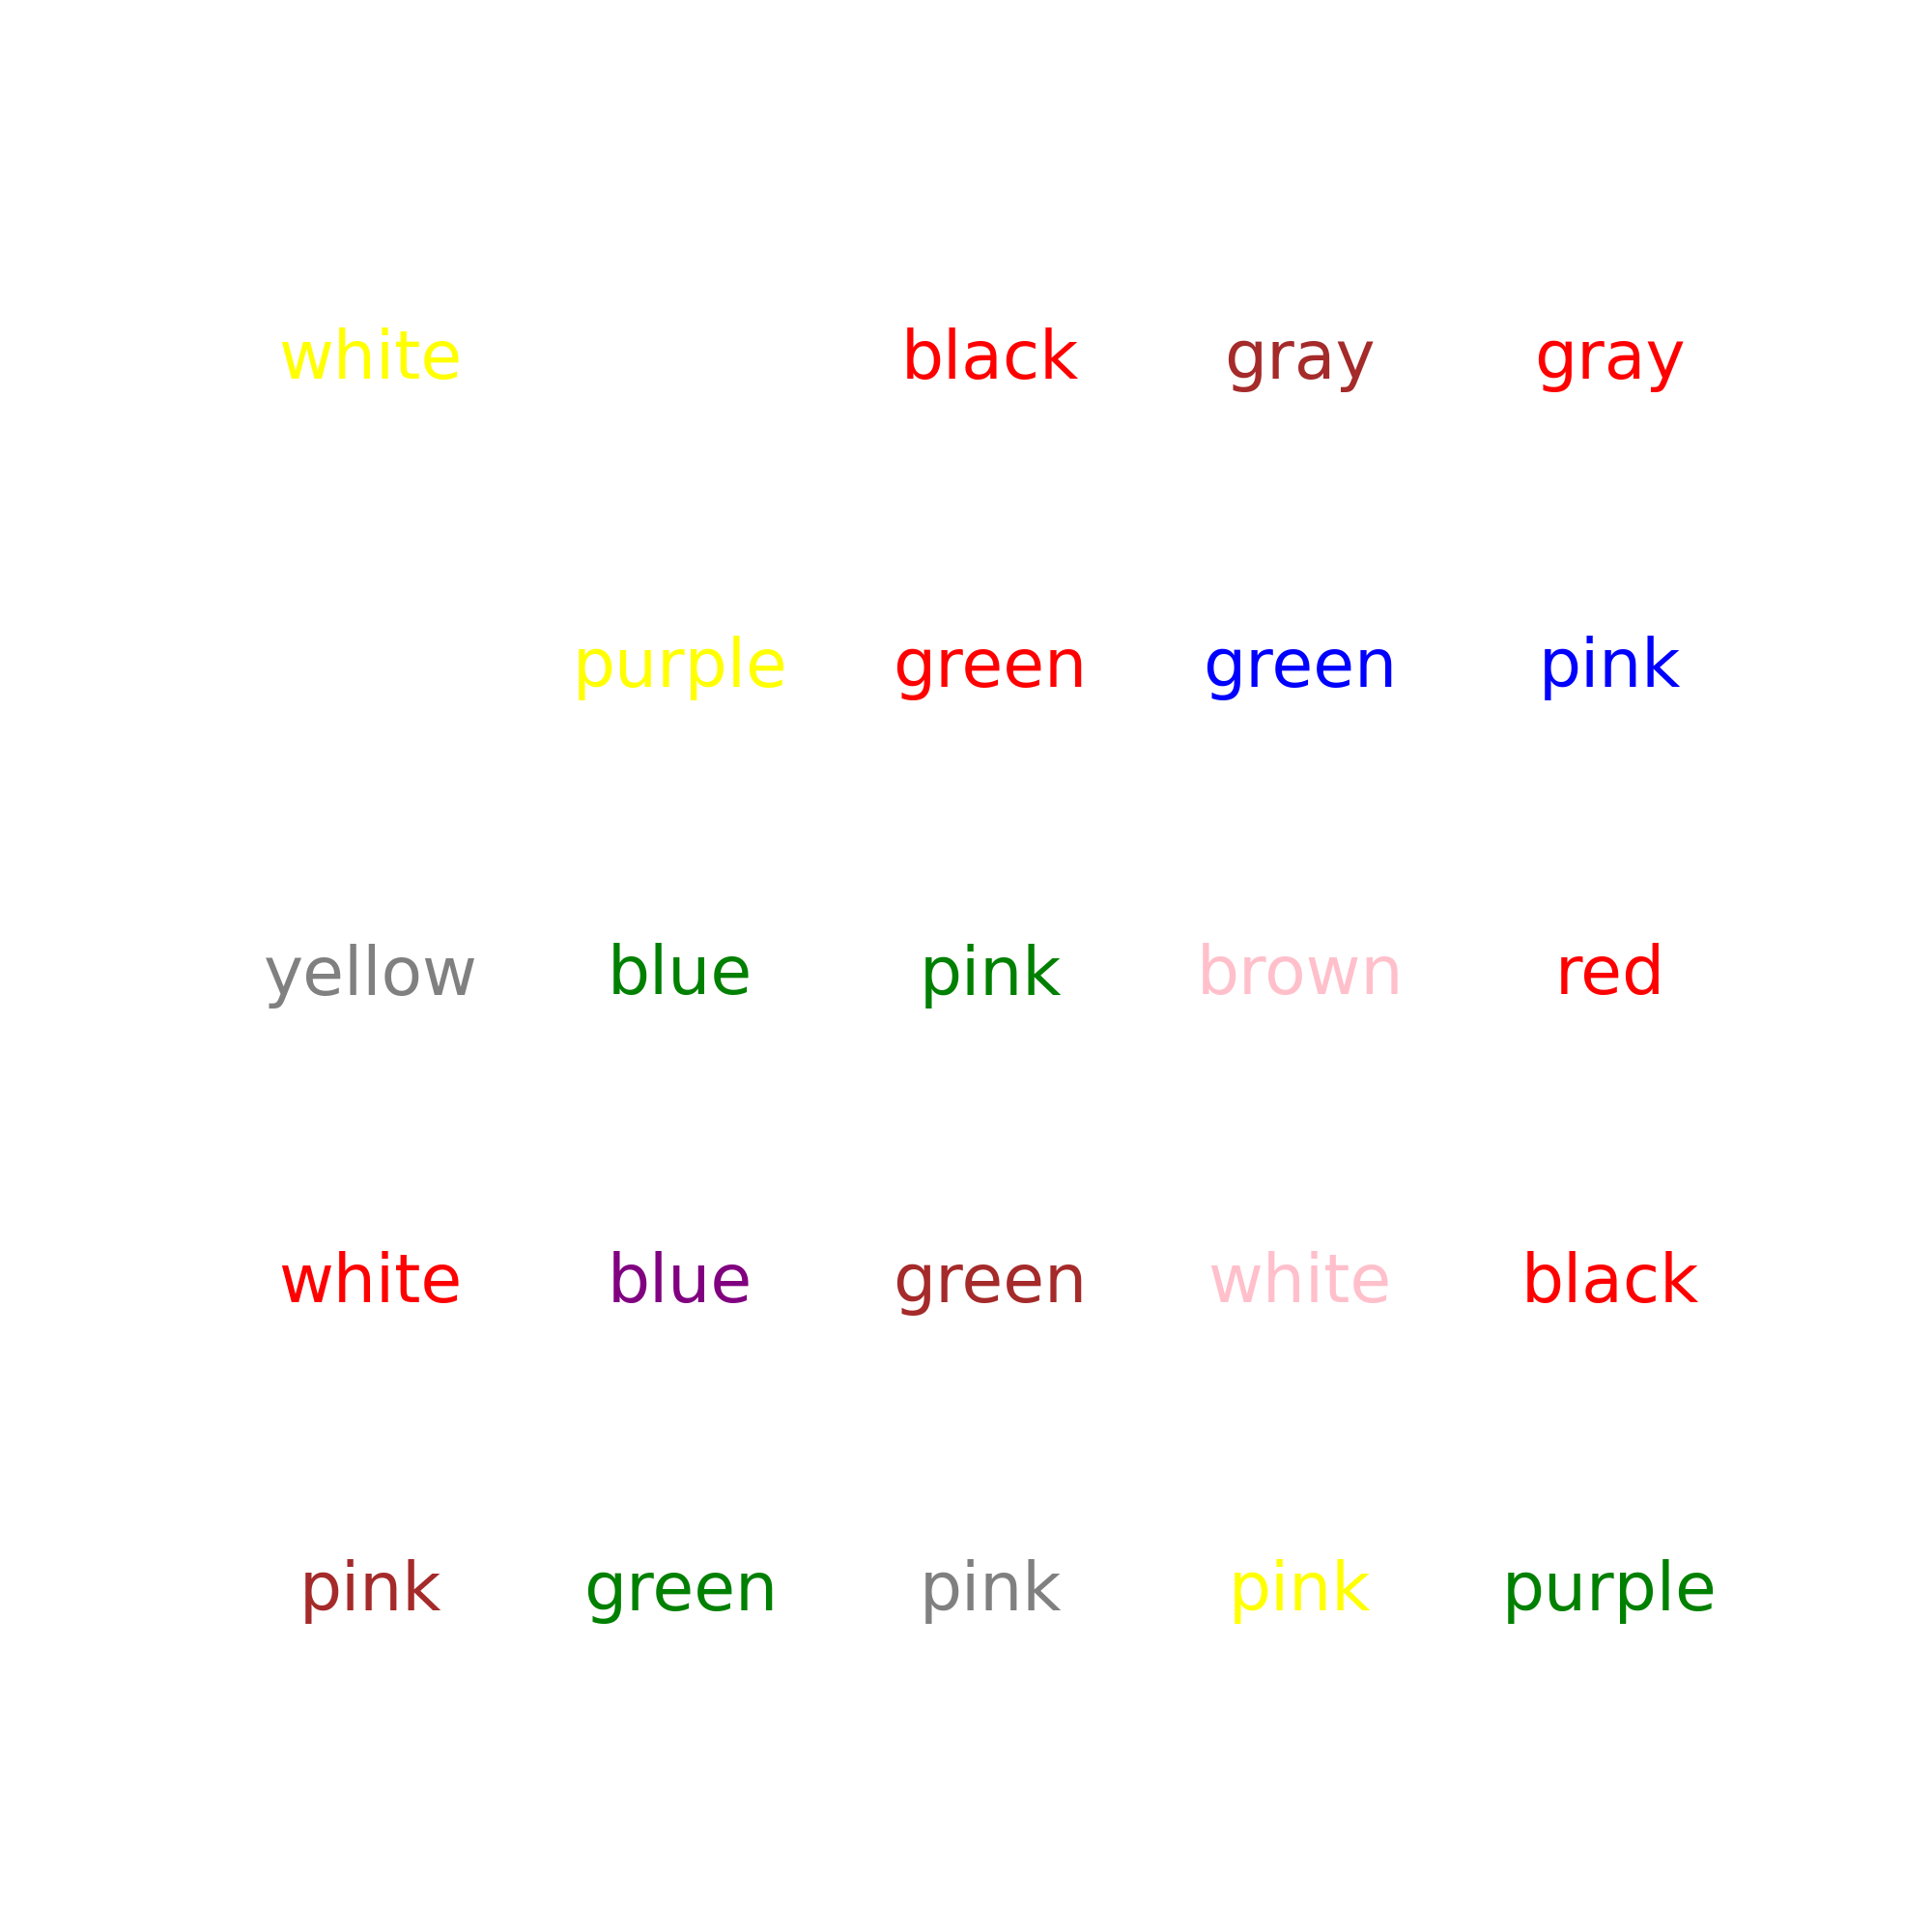 white black gray gray
purple green green pink
yellow blue pink brown red
white blue green white black
pink green pink pink purple